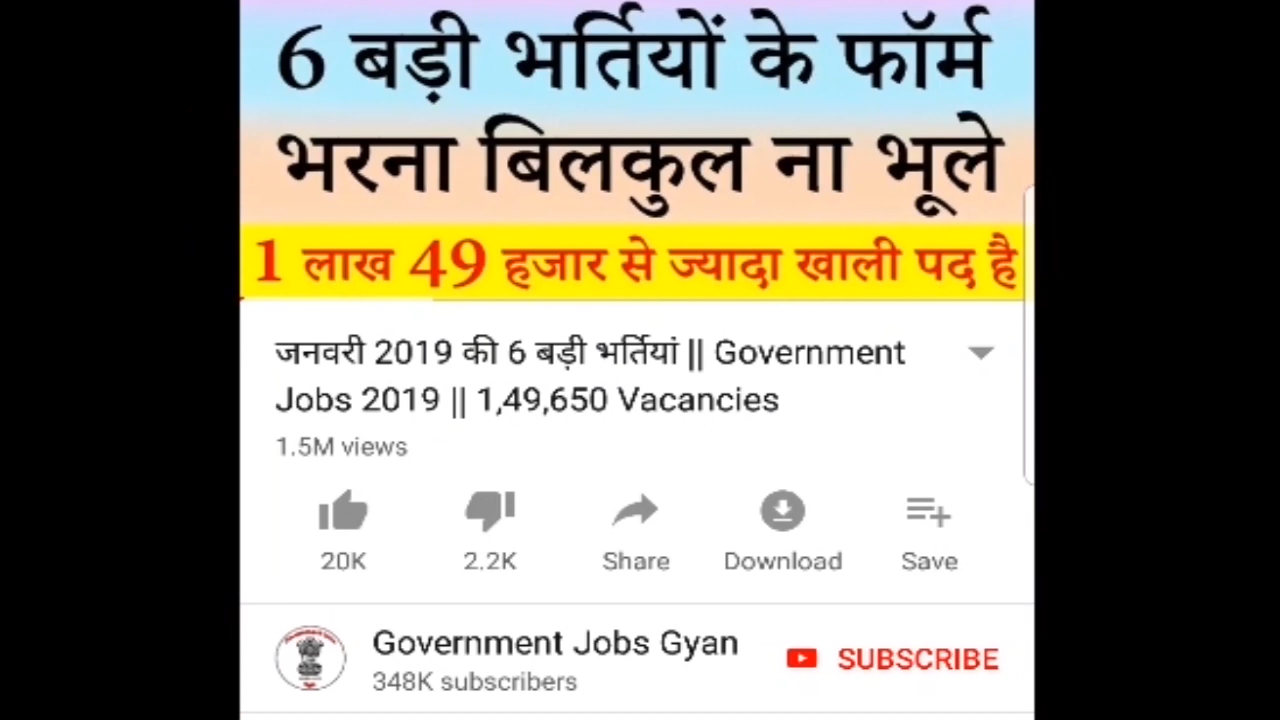 6 बड़ी भर्तियों के फॉर्म
भरना बिलकुल ना भूले
1 लाख 49 हजार से ज्यादा खाली पद है
जनवरी 2019 की 6 बड़ी भर्तियां || Government
Jobs 2019 || 1,49,650 Vacancies
1.5M views
20K 2.2K Share Download Save
Government Jobs Gyan
SUBSCRIBE
348K subscribers